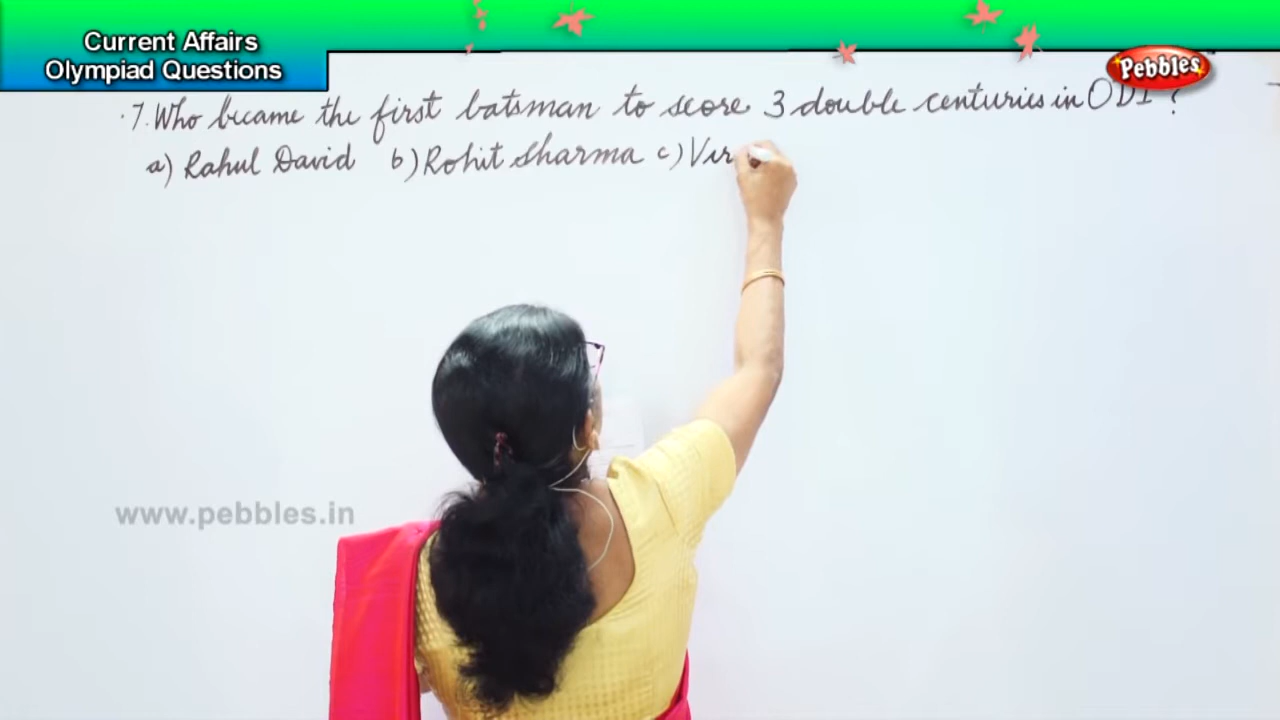 Current Affairs
Olympiad Questions
Pebbles
7. Who became the first batsman to score 3 double centuries in ODI ?
a) Rahul David b) Rohit Sharma c) Vir
www.pebbles.in